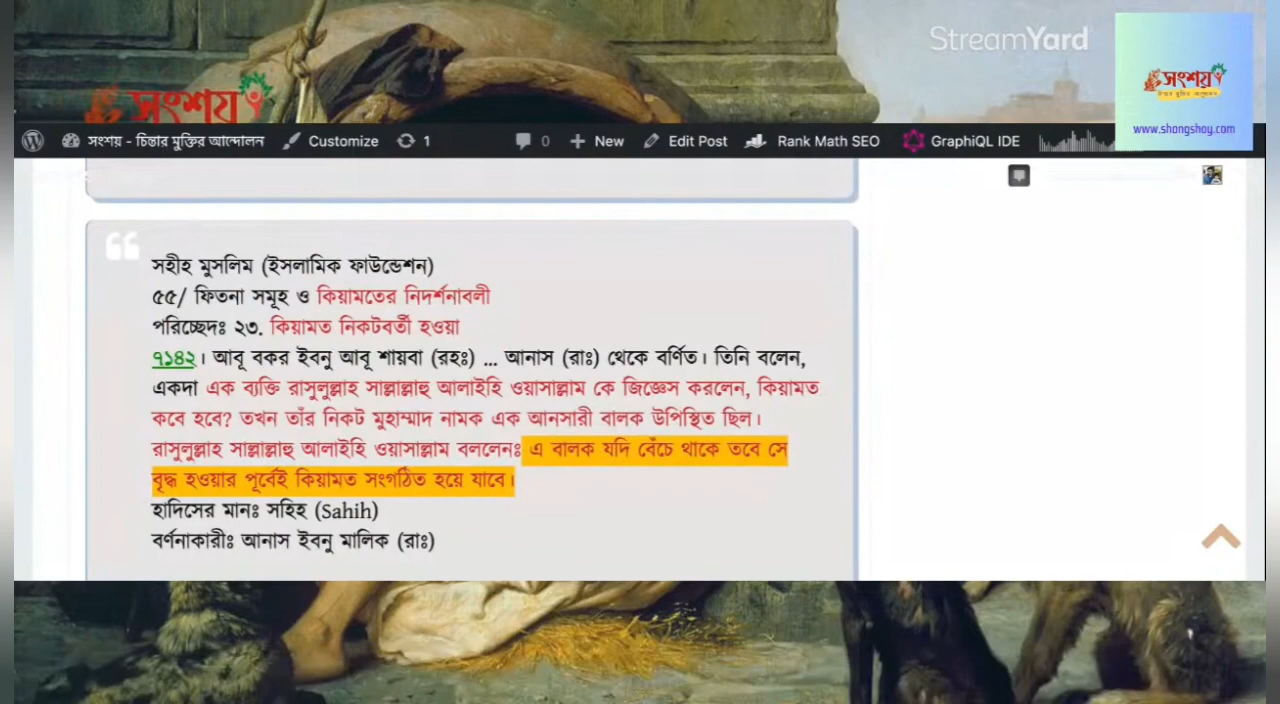 StreamYard
সংশয়
সংশয়
www.shongshoy.com
সংশয় - চিন্তার মুক্তির আন্দোলন Customize 1 0 New Edit Post Rank Math SEO GraphiQL IDE
সহীহ মুসলিম (ইসলামিক ফাউন্ডেশন)
৫৫/ ফিতনা সমূহ ও কিয়ামতের নিদর্শনাবলী
পরিচ্ছেদঃ ২৩. কিয়ামত নিকটবর্তী হওয়া
৭১৪২। আবূ বকর ইবনু আবূ শায়বা (রহঃ) ... আনাস (রাঃ) থেকে বর্ণিত। তিনি বলেন,
একদা এক ব্যক্তি রাসুলুল্লাহ সাল্লাল্লাহু আলাইহি ওয়াসাল্লাম কে জিজ্ঞেস করলেন, কিয়ামত
কবে হবে? তখন তাঁর নিকট মুহাম্মাদ নামক এক আনসারী বালক উপিস্থিত ছিল।
রাসুলুল্লাহ সাল্লাল্লাহু আলাইহি ওয়াসাল্লাম বললেনঃ এ বালক যদি বেঁচে থাকে তবে সে
বৃদ্ধ হওয়ার পূর্বেই কিয়ামত সংগঠিত হয়ে যাবে।
হাদিসের মানঃ সহিহ (Sahih)
বর্ণনাকারীঃ আনাস ইবনু মালিক (রাঃ)